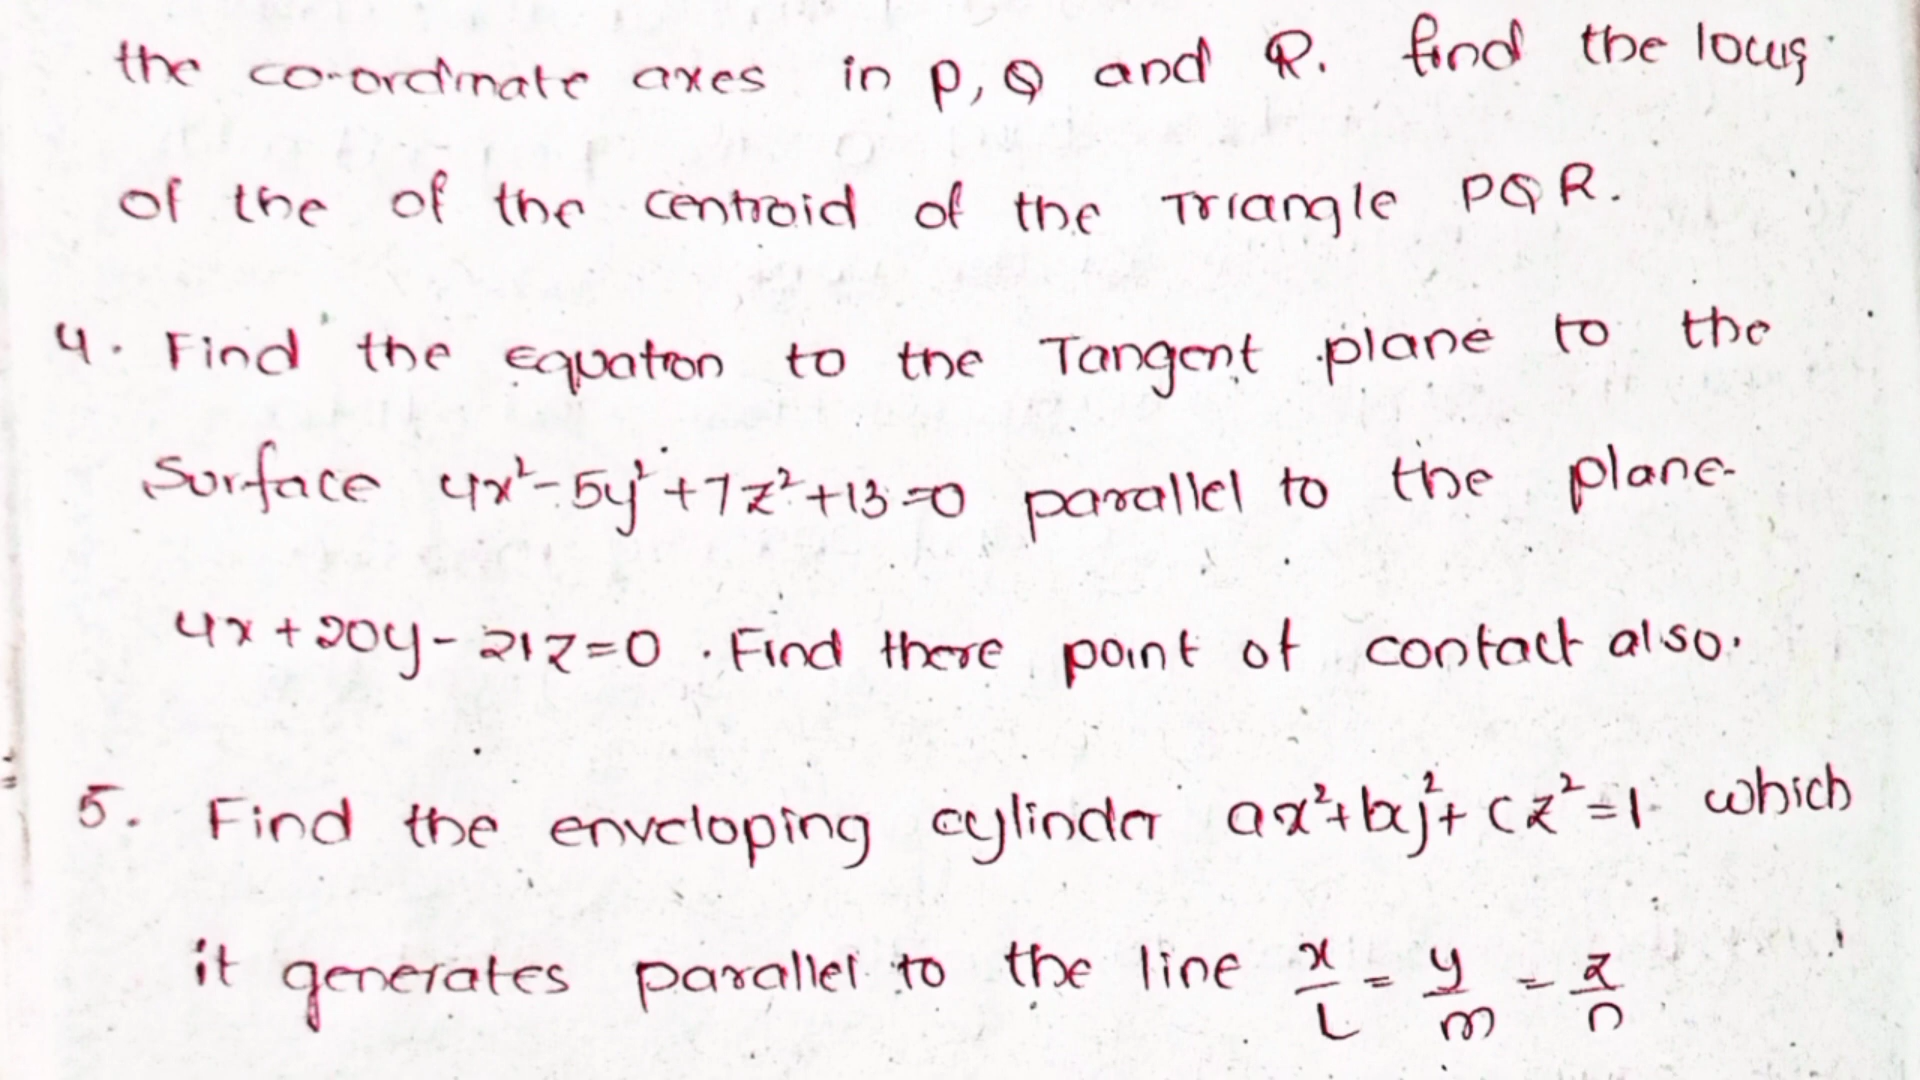 the co-ordinate axes in P, Q and R. find the locus
of the of the centroid of the Triangle PQR.
4. Find the Equation to the Tangent plane to the
Surface 4x²-5y²+7z²+13=0 parallel to the plane
4x+20y-21z=0. Find there point of contact also.
5. Find the enveloping cylinder ax²+by²+cz²=1 which
it generates parallel to the line x/l = y/m = z/n